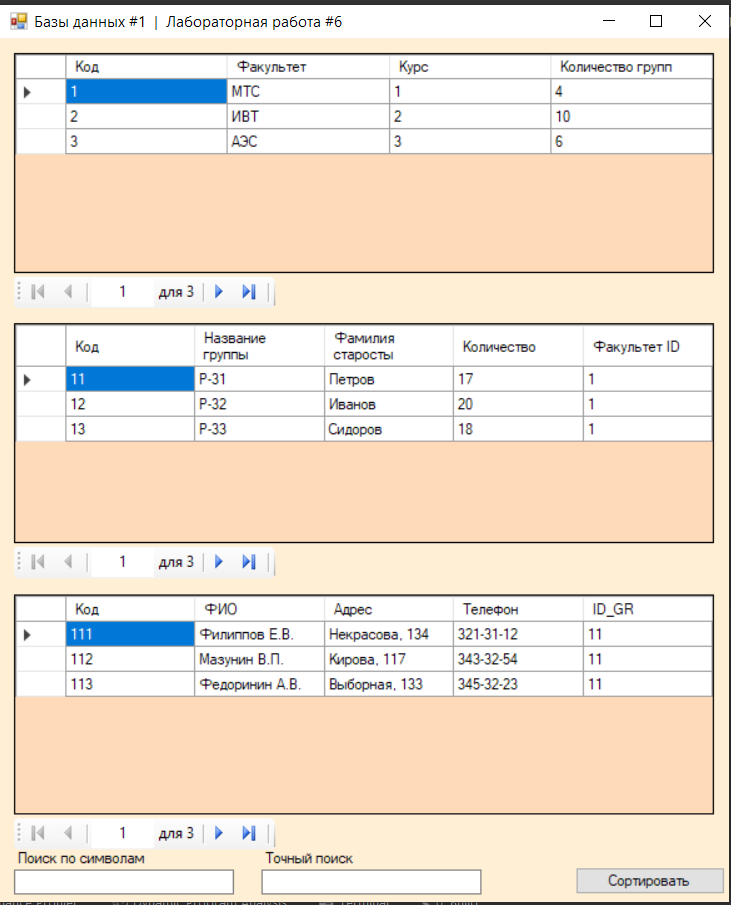 Базы данных #1 | Лабораторная работа #6
Код Факультет Курс Количество групп
1 МТС 1 4
2 ИВТ 2 10
3 АЭС 3 6
1 для 3
Код Название группы Фамилия старосты Количество Факультет ID
11 Р-31 Петров 17 1
12 Р-32 Иванов 20 1
13 Р-33 Сидоров 18 1
1 для 3
Код ФИО Адрес Телефон ID_GR
111 Филиппов Е.В. Некрасова, 134 321-31-12 11
112 Мазунин В.П. Кирова, 117 343-32-54 11
113 Федоринин А.В. Выборная, 133 345-32-23 11
1 для 3
Поиск по символам Точный поиск
Сортировать